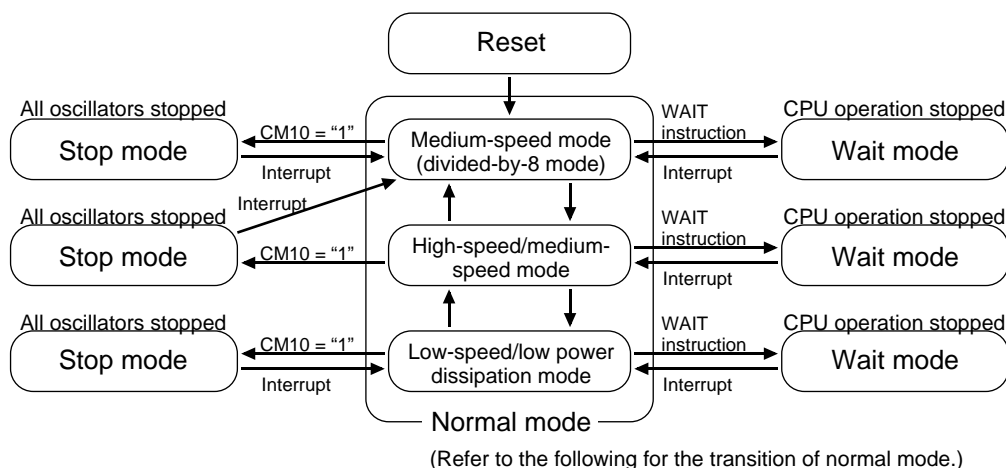 Reset
All oscillators stopped
CM10 = “1”
Stop mode
Interrupt
Medium-speed mode
(divided-by-8 mode)
WAIT
instruction
Interrupt
CPU operation stopped
Wait mode
All oscillators stopped
Interrupt
Stop mode
CM10 = “1”
High-speed/medium-
speed mode
WAIT
instruction
Interrupt
CPU operation stopped
Wait mode
All oscillators stopped
CM10 = “1”
Stop mode
Interrupt
Low-speed/low power
dissipation mode
WAIT
instruction
Interrupt
CPU operation stopped
Wait mode
Normal mode
(Refer to the following for the transition of normal mode.)